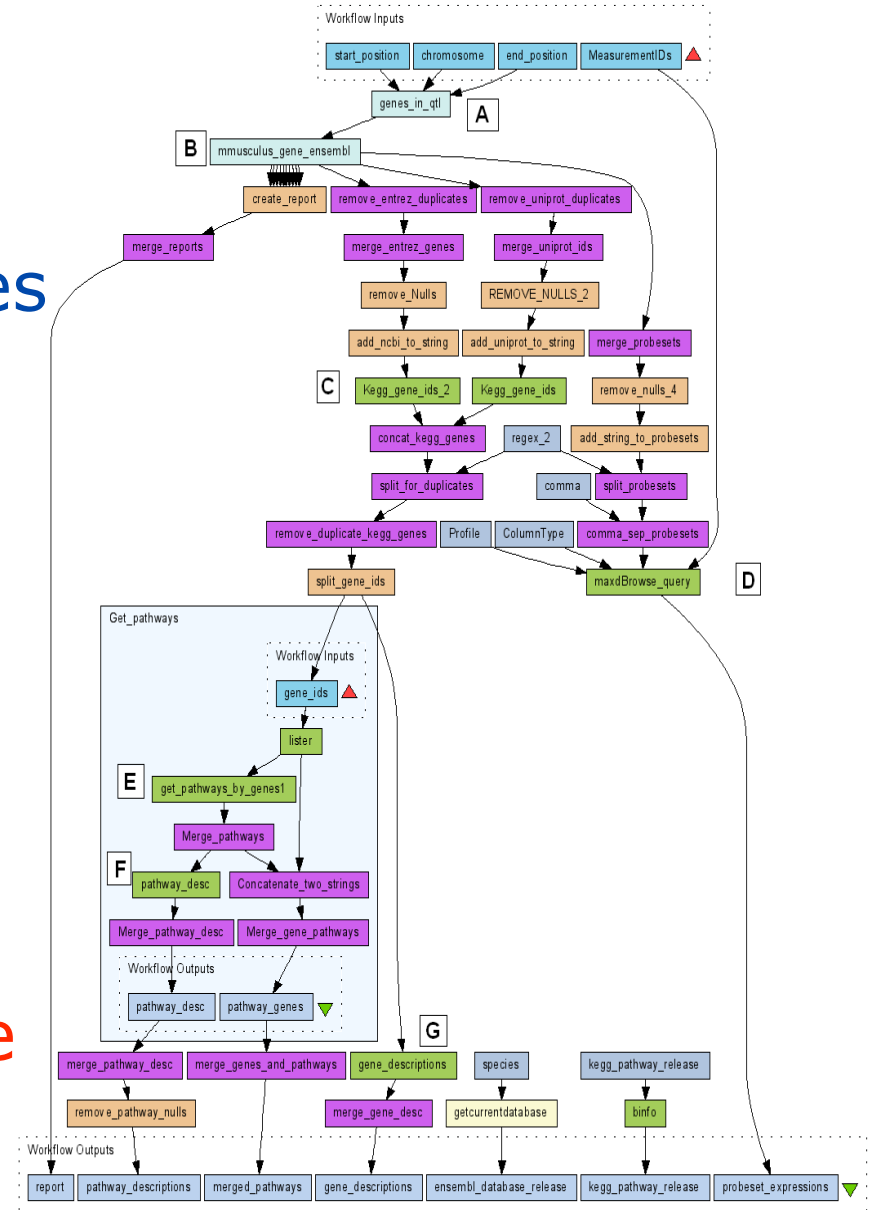 Workflow Inputs
start_position chromosome end_position MeasurementIDs
genes_in_qtl
A
B
mmusculus_gene_ensembl
create_report remove_entrez_duplicates remove_uniprot_duplicates
merge_reports merge_entrez_genes merge_uniprot_ids
es
remove_Nulls REMOVE_NULLS_2
add_ncbi_to_string add_uniprot_to_string merge_probesets
C
Kegg_gene_ids_2 Kegg_gene_ids remove_nulls_4
concat_kegg_genes regex_2 add_string_to_probesets
split_for_duplicates comma split_probesets
remove_duplicate_kegg_genes Profile ColumnType comma_sep_probesets
split_gene_ids maxdBrowse_query
D
Get_pathways
Workflow Inputs
gene_ids
lister
E
get_pathways_by_genes1
Merge_pathways
F
pathway_desc Concatenate_two_strings
Merge_pathway_desc Merge_gene_pathways
Workflow Outputs
pathway_desc pathway_genes
G
e
merge_pathway_desc merge_genes_and_pathways gene_descriptions species kegg_pathway_release
remove_pathway_nulls merge_gene_desc getcurrentdatabase binfo
Workflow Outputs
report pathway_descriptions merged_pathways gene_descriptions ensembl_database_release kegg_pathway_release probeset_expressions